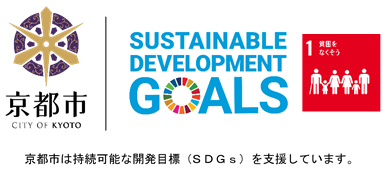 京都市
CITY OF KYOTO
SUSTAINABLE
DEVELOPMENT
GOALS
1 貧困を
なくそう
京都市は持続可能な開発目標（ＳＤＧｓ）を支援しています。